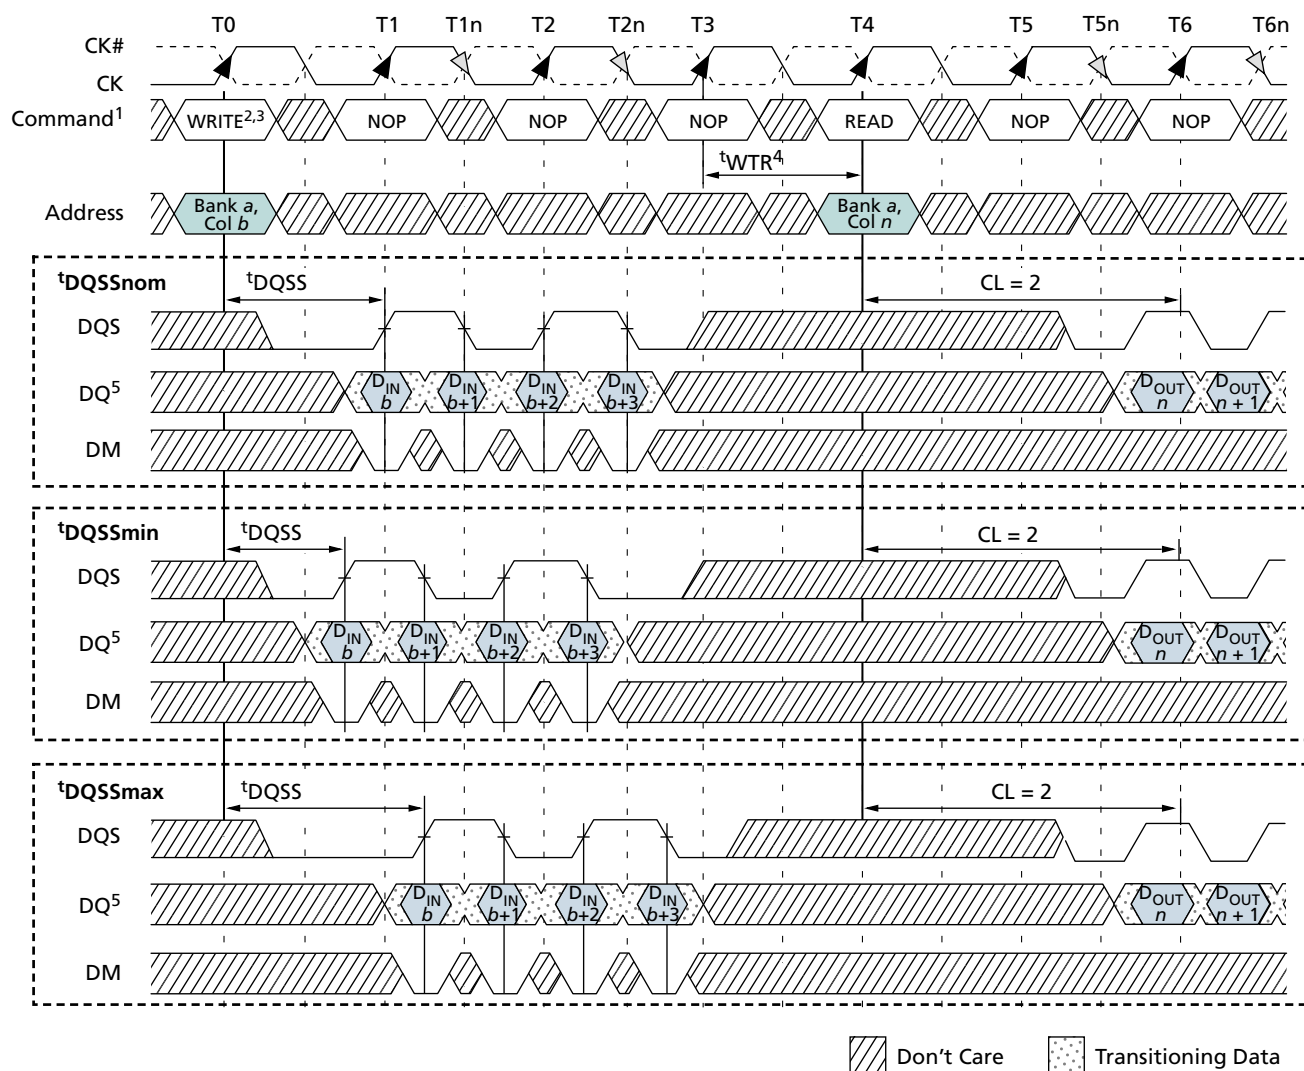 T0 T1 T1n T2 T2n T3 T4 T5 T5n T6 T6n
CK#
CK
Command1 WRITE2,3 NOP NOP NOP READ NOP NOP
tWTR4
Address Bank a, Col b Bank a, Col n
tDQSSnom tDQSS CL = 2
DQS
DQ5 DIN b DIN b+1 DIN b+2 DIN b+3 DOUT n DOUT n + 1
DM
tDQSSmin tDQSS CL = 2
DQS
DQ5 DIN b DIN b+1 DIN b+2 DIN b+3 DOUT n DOUT n + 1
DM
tDQSSmax tDQSS CL = 2
DQS
DQ5 DIN b DIN b+1 DIN b+2 DIN b+3 DOUT n DOUT n + 1
DM
Don't Care Transitioning Data